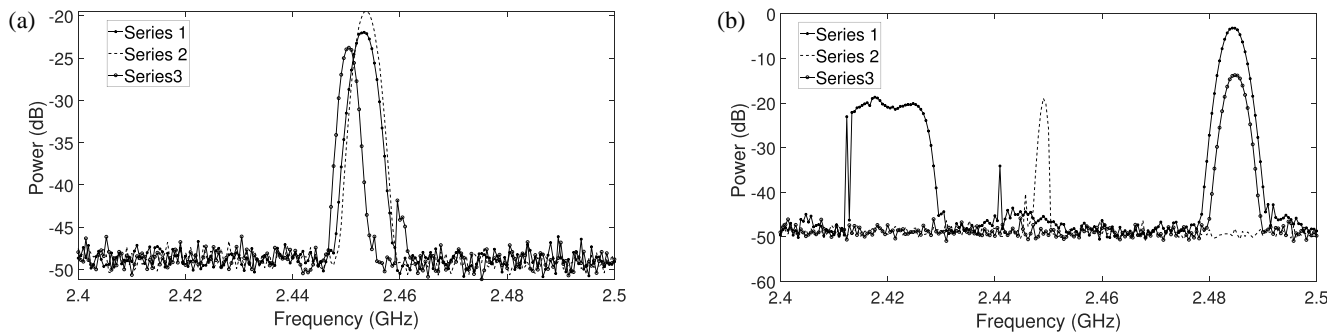 (a)
-20
-25
-30
-35
-40
-45
-50
Power (dB)
Series 1
Series 2
Series3
2.4 2.42 2.44 2.46 2.48 2.5
Frequency (GHz)
(b)
0
-10
-20
-30
-40
-50
-60
Power (dB)
Series 1
Series 2
Series3
2.4 2.42 2.44 2.46 2.48 2.5
Frequency (GHz)